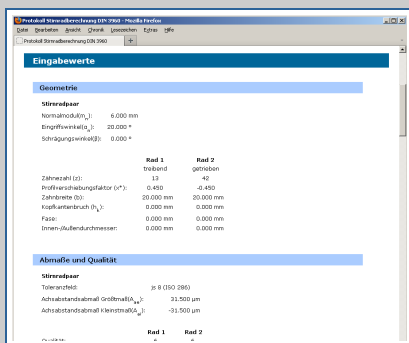 Protokoll Stirnradberechnung DIN 3960 - Mozilla Firefox
Datei Bearbeiten Ansicht Chronik Lesezeichen Extras Hilfe
Protokoll Stirnradberechnung DIN 3960 +
Eingabewerte
Geometrie
Stirnradpaar
Normalmodul(mn): 6.000 mm
Eingriffswinkel(αn): 20.000 °
Schrägungswinkel(β): 0.000 °
Rad 1 Rad 2
treibend getrieben
Zähnezahl (z): 13 42
Profilverschiebungsfaktor (x*): 0.450 -0.450
Zahnbreite (b): 20.000 mm 20.000 mm
Kopfkantenbruch (hk): 0.000 mm 0.000 mm
Fase: 0.000 mm 0.000 mm
Innen-/Außendurchmesser: 0.000 mm 0.000 mm
Abmaße und Qualität
Stirnradpaar
Toleranzfeld: js 8 (ISO 286)
Achsabstandsabmaß Größtmaß(Aae): 31.500 µm
Achsabstandsabmaß Kleinstmaß(Aai): -31.500 µm
Rad 1 Rad 2
Qualität: 6 6